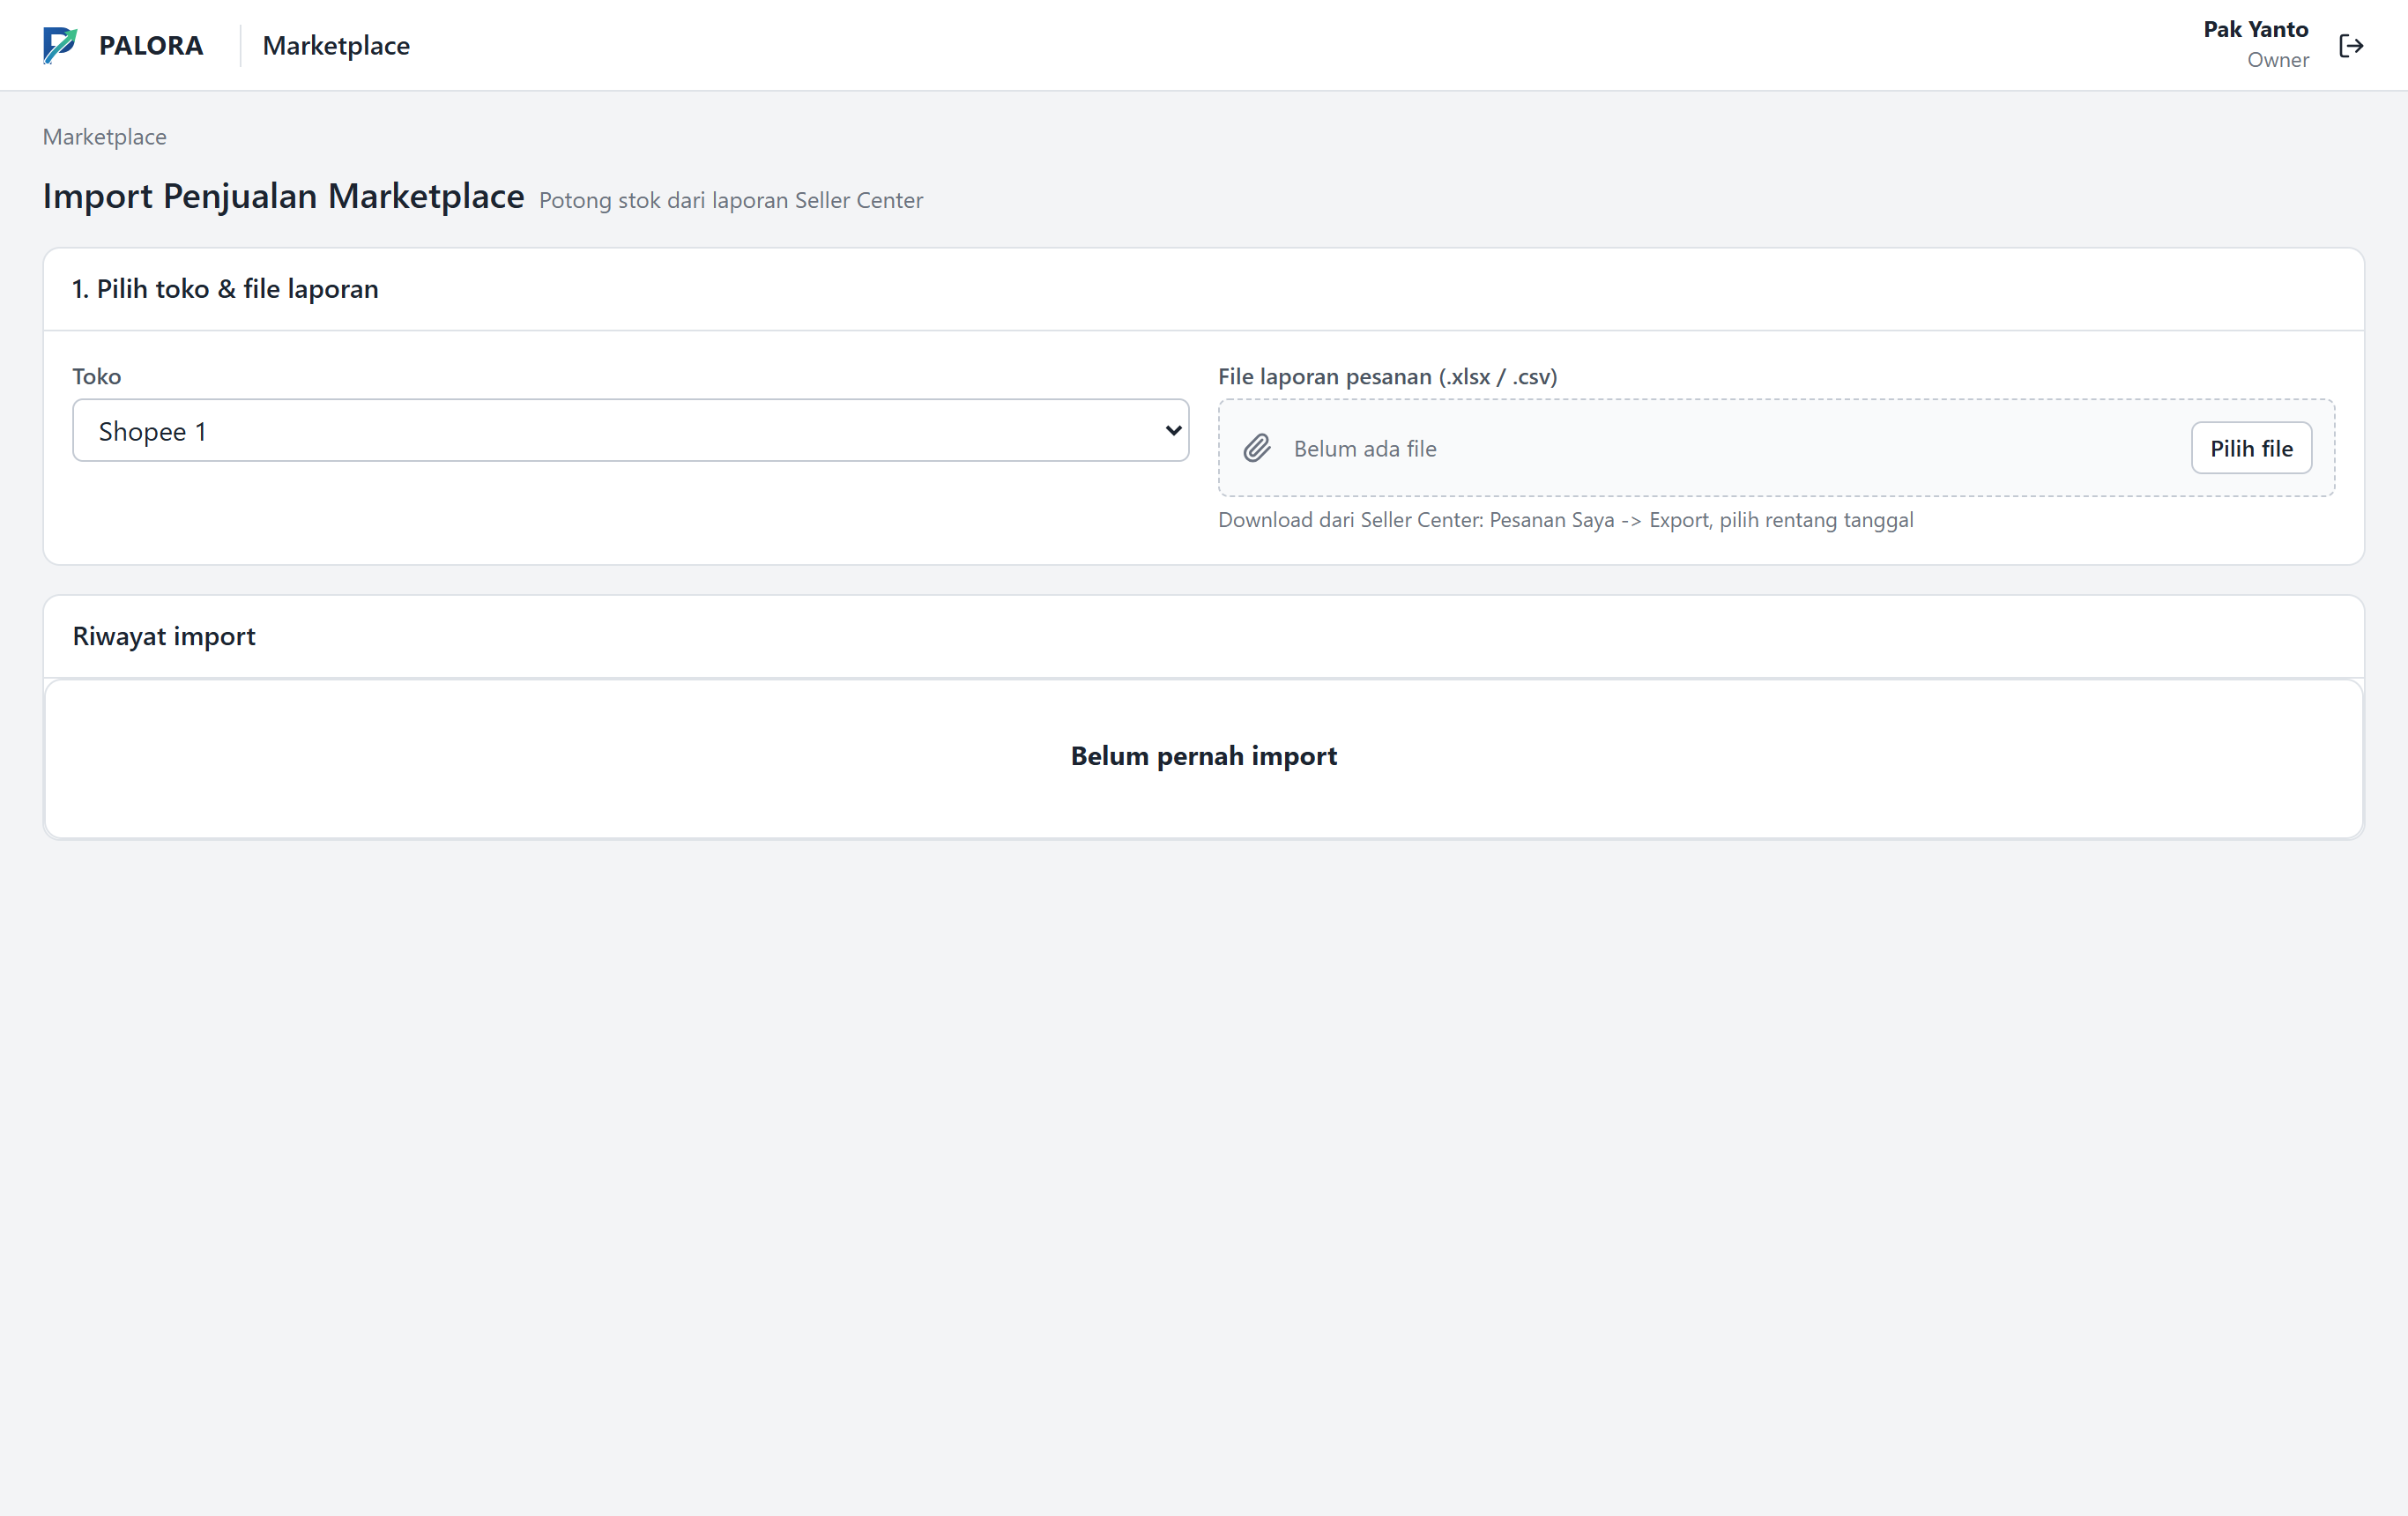 PALORA
Marketplace
Pak Yanto
Owner
Marketplace
Import Penjualan Marketplace Potong stok dari laporan Seller Center
1. Pilih toko & file laporan
Toko
Shopee 1
File laporan pesanan (.xlsx / .csv)
Belum ada file
Pilih file
Download dari Seller Center: Pesanan Saya -> Export, pilih rentang tanggal
Riwayat import
Belum pernah import